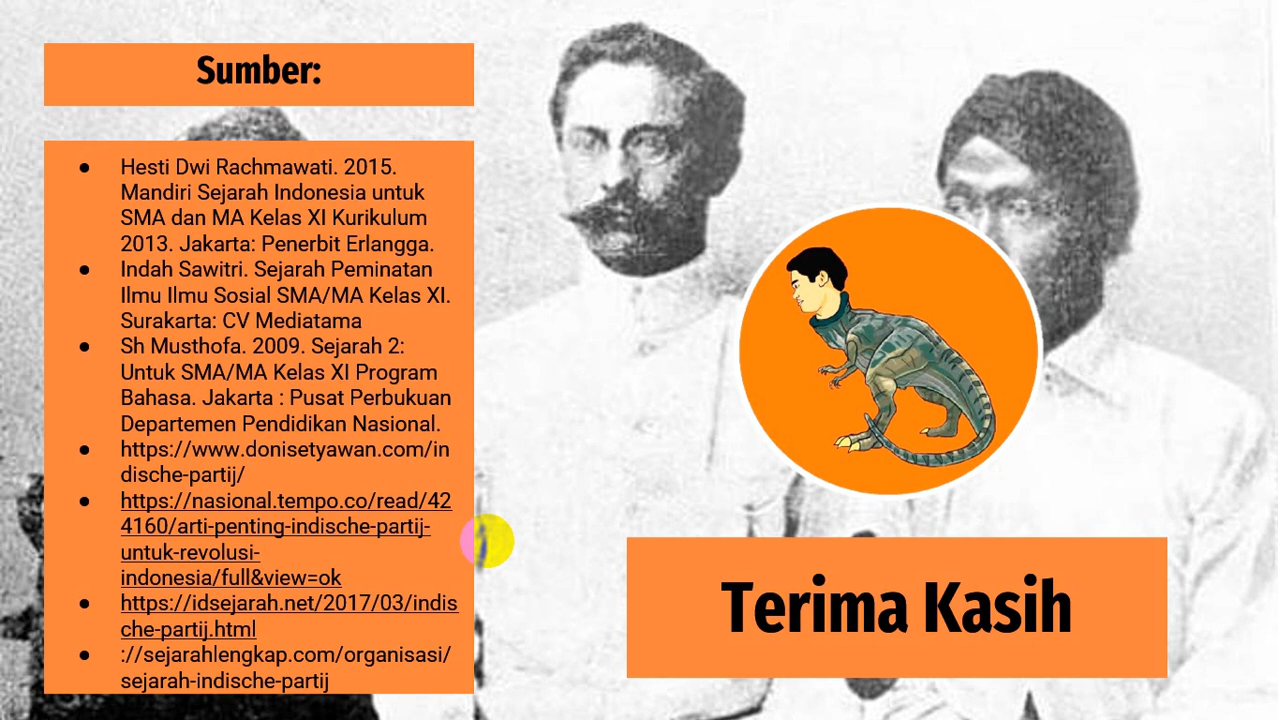 Sumber:
● Hesti Dwi Rachmawati. 2015.
Mandiri Sejarah Indonesia untuk
SMA dan MA Kelas XI Kurikulum
2013. Jakarta: Penerbit Erlangga.
● Indah Sawitri. Sejarah Peminatan
Ilmu Ilmu Sosial SMA/MA Kelas XI.
Surakarta: CV Mediatama
● Sh Musthofa. 2009. Sejarah 2:
Untuk SMA/MA Kelas XI Program
Bahasa. Jakarta : Pusat Perbukuan
Departemen Pendidikan Nasional.
● https://www.donisetyawan.com/in
dische-partij/
● https://nasional.tempo.co/read/42
4160/arti-penting-indische-partij-
untuk-revolusi-
indonesia/full&view=ok
● https://idsejarah.net/2017/03/indis
che-partij.html
● ://sejarahlengkap.com/organisasi/
sejarah-indische-partij
Terima Kasih